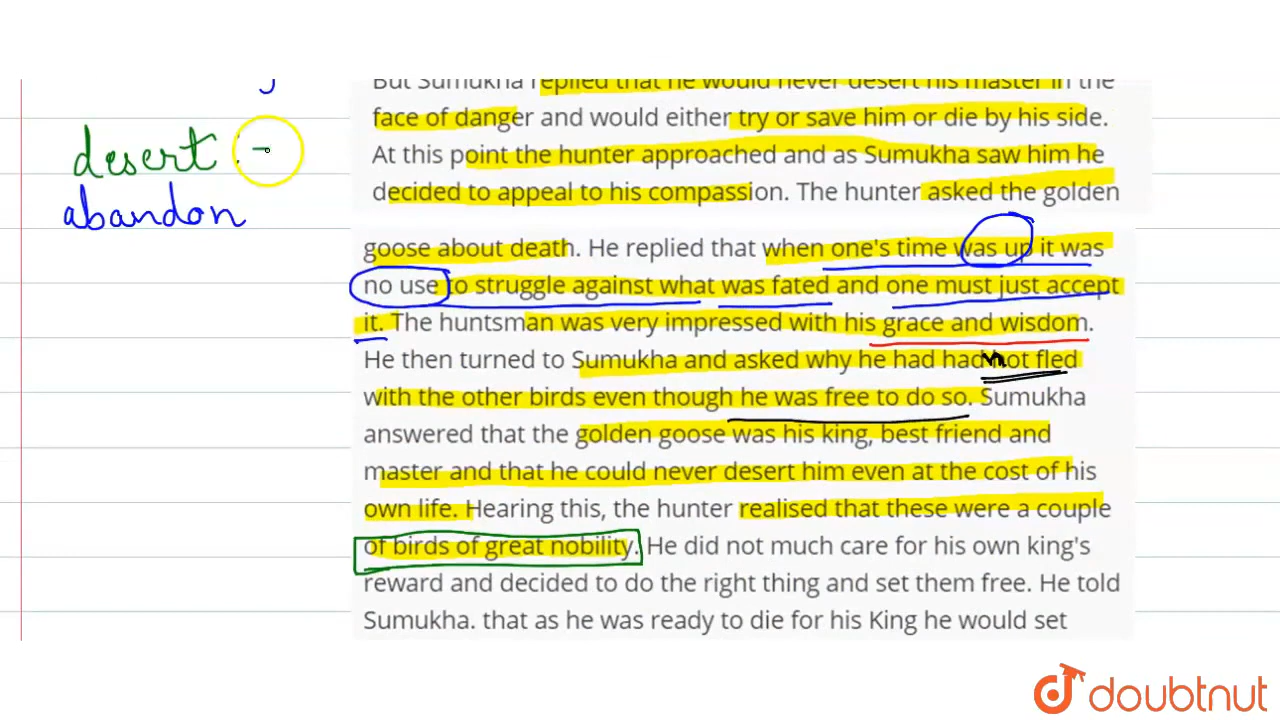 But Sumukha replied that he would never desert his master in the
face of danger and would either try or save him or die by his side.
At this point the hunter approached and as Sumukha saw him he
decided to appeal to his compassion. The hunter asked the golden
goose about death. He replied that when one's time was up it was
no use to struggle against what was fated and one must just accept
it. The huntsman was very impressed with his grace and wisdom.
He then turned to Sumukha and asked why he had had not fled
with the other birds even though he was free to do so. Sumukha
answered that the golden goose was his king, best friend and
master and that he could never desert him even at the cost of his
own life. Hearing this, the hunter realised that these were a couple
of birds of great nobility. He did not much care for his own king's
reward and decided to do the right thing and set them free. He told
Sumukha. that as he was ready to die for his King he would set
desert : -
abandon
doubtnut